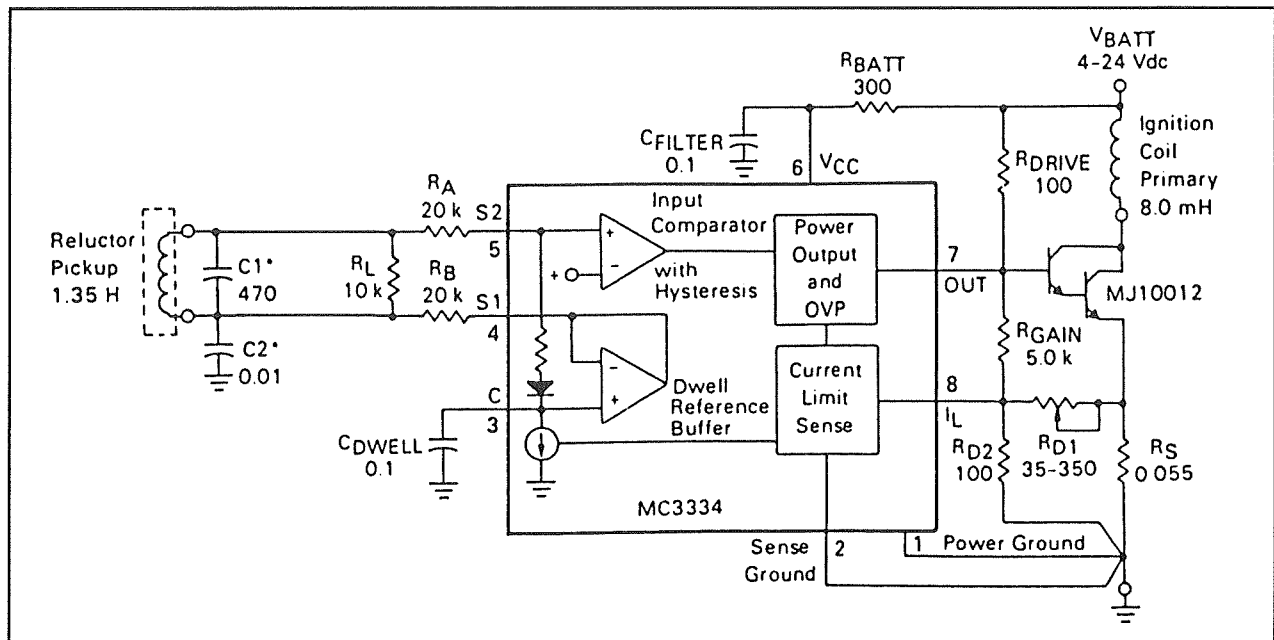 VBATT
4-24 Vdc
RBATT
300
Ignition
Coil
Primary
8.0 mH
CFILTER
0.1
6
VCC
RDRIVE
100
RA
20 k
S2
5
Input
Comparator
with
Hysteresis
+
-
+
Power
Output
and
OVP
7
OUT
MJ10012
Reluctor
Pickup
1.35 H
C1*
470
RL
10 k
RB
20 k
S1
4
C2*
0.01
RGAIN
5.0 k
-
+
Dwell
Reference
Buffer
Current
Limit
Sense
8
IL
C
3
CDWELL
0.1
RD2
100
RD1
35-350
RS
0 055
MC3334
Sense
Ground
2
1
Power Ground